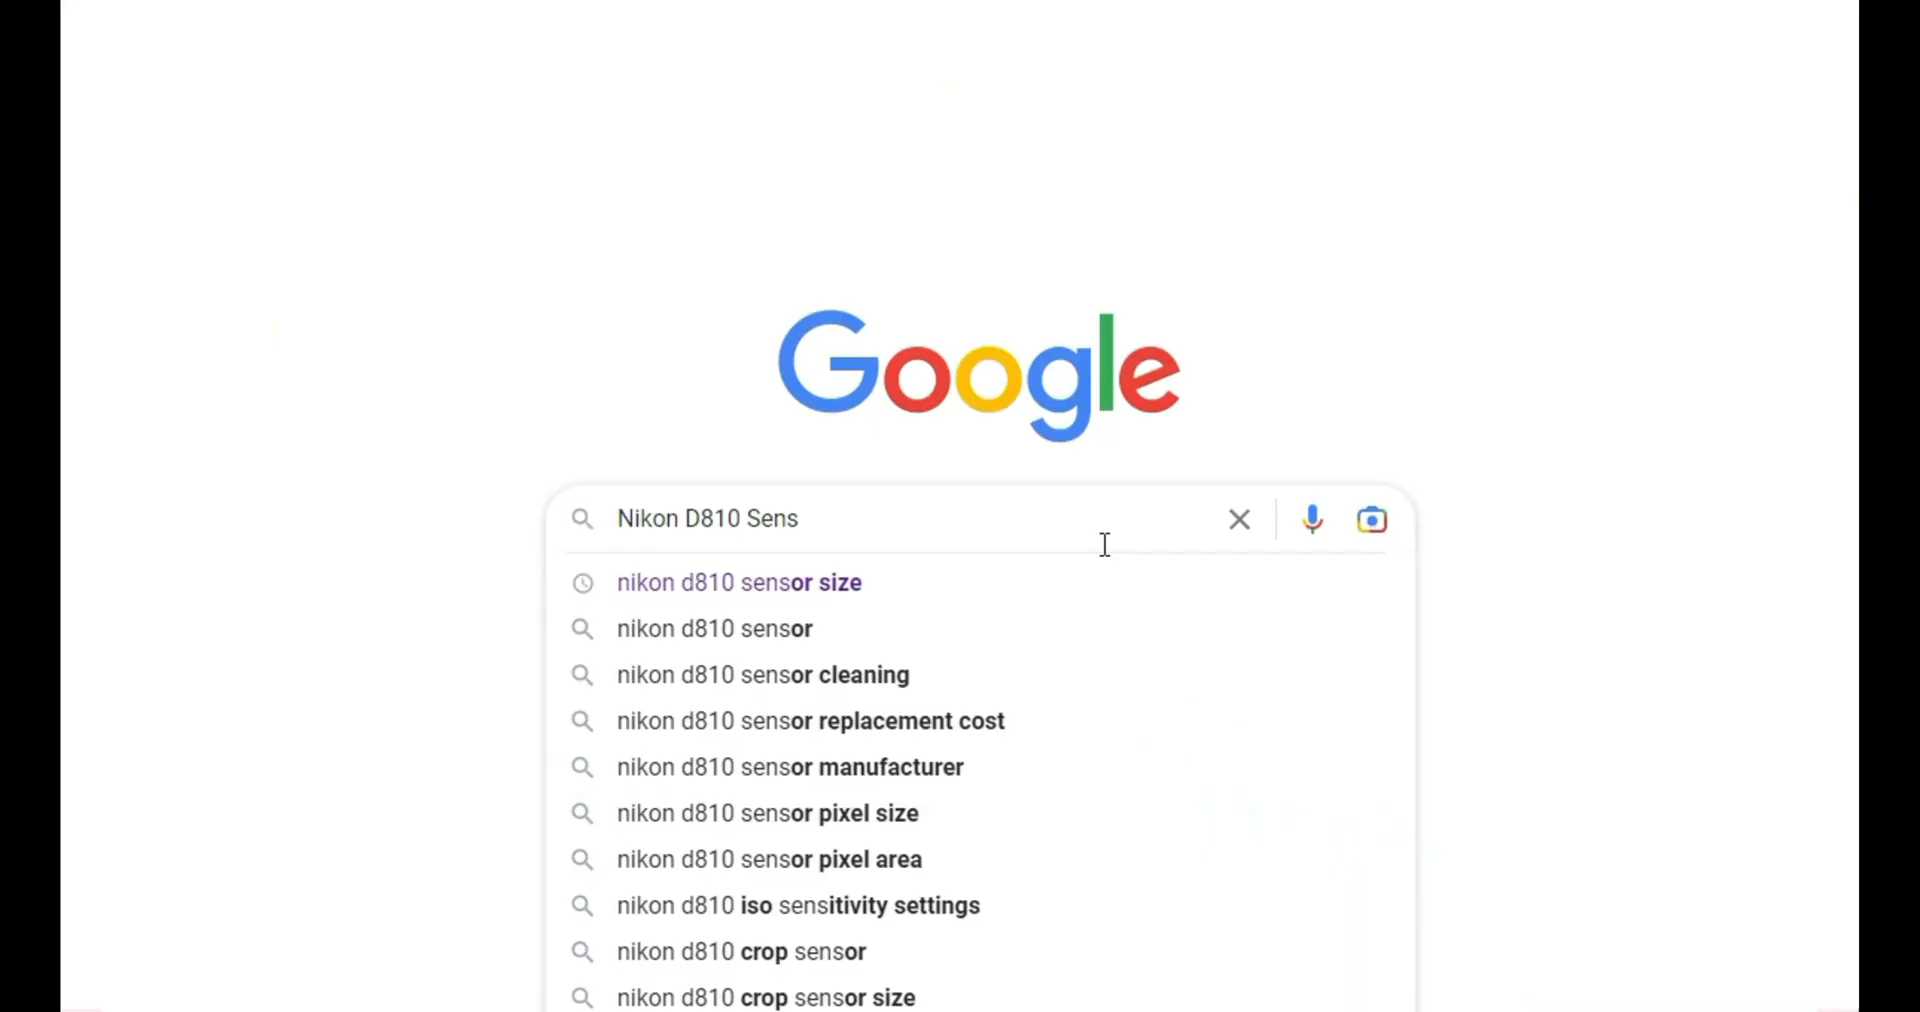 Google
Nikon D810 Sens
nikon d810 sensor size
nikon d810 sensor
nikon d810 sensor cleaning
nikon d810 sensor replacement cost
nikon d810 sensor manufacturer
nikon d810 sensor pixel size
nikon d810 sensor pixel area
nikon d810 iso sensitivity settings
nikon d810 crop sensor
nikon d810 crop sensor size